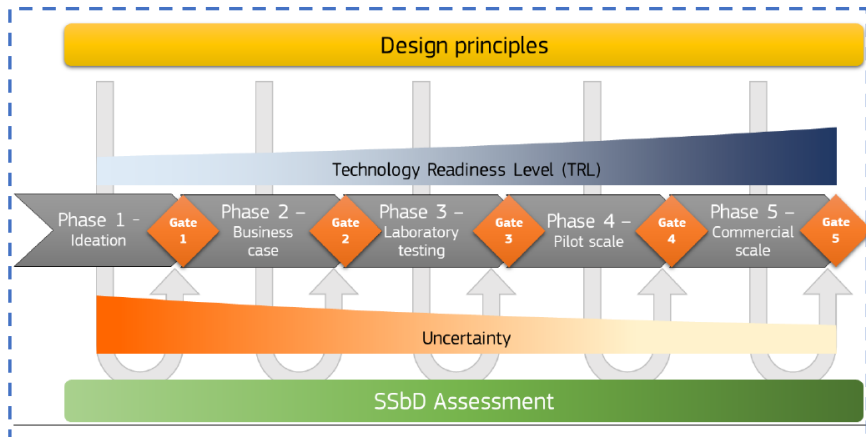 Design principles
Technology Readiness Level (TRL)
Phase 1 –
Ideation
Gate
1
Phase 2 –
Business
case
Gate
2
Phase 3 –
Laboratory
testing
Gate
3
Phase 4 –
Pilot scale
Gate
4
Phase 5 –
Commercial
scale
Gate
5
Uncertainty
SSbD Assessment